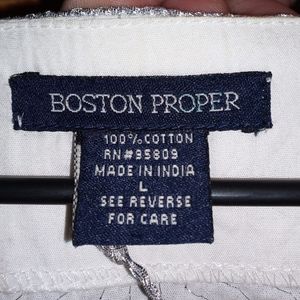 BOSTON PROPER
100% COTTON
RN#95809
MADE IN INDIA
L
SEE REVERSE
FOR CARE